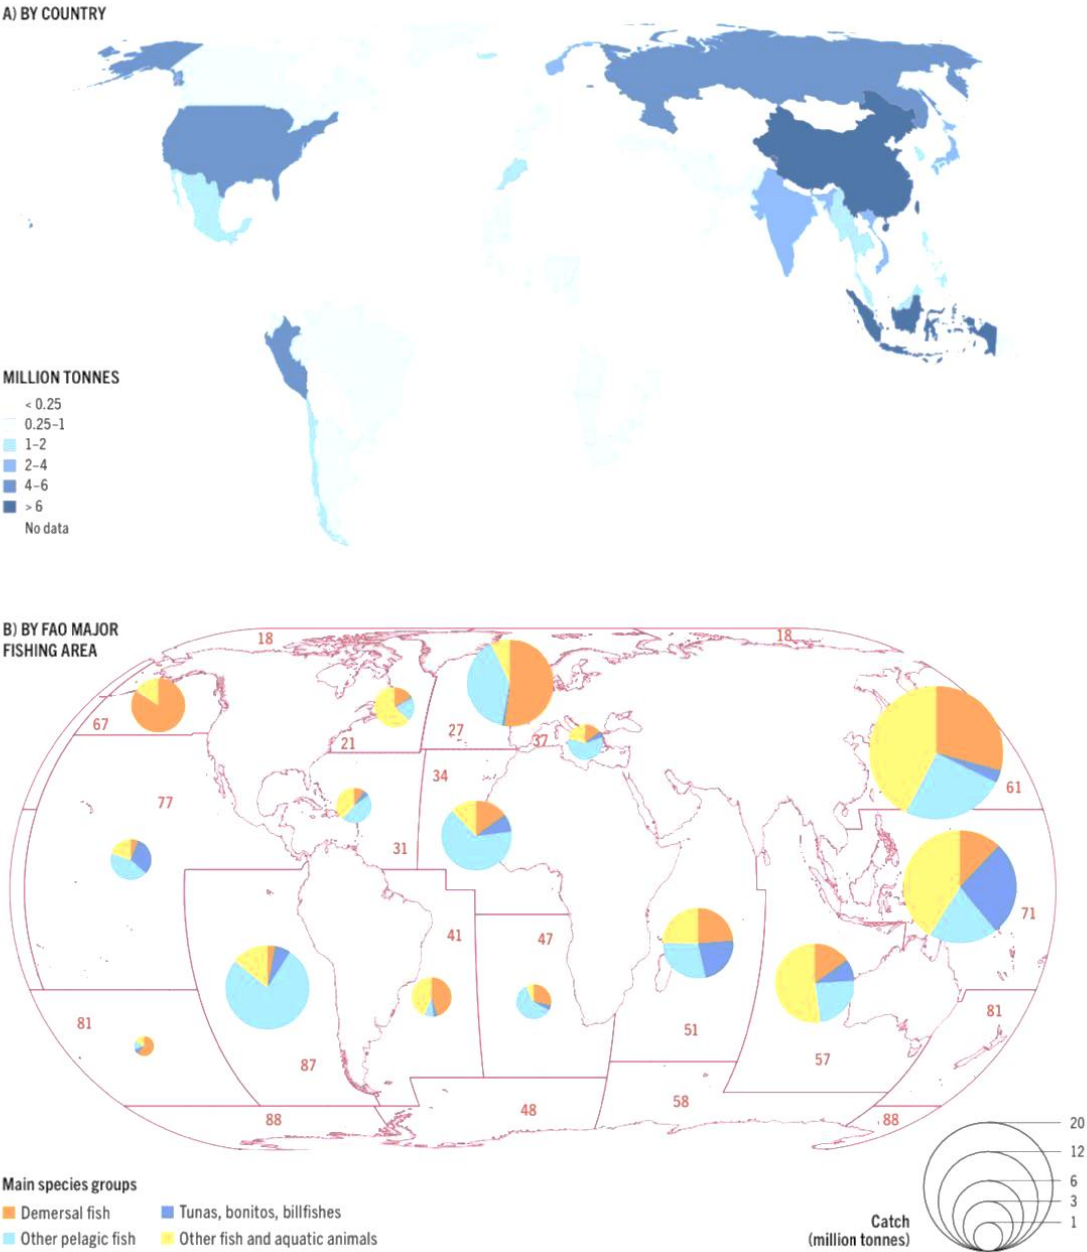 A) BY COUNTRY
MILLION TONNES
< 0.25
0.25–1
1–2
2–4
4–6
> 6
No data
B) BY FAO MAJOR
FISHING AREA
18
18
67
21
27
37
61
34
77
31
71
41
47
81
81
51
87
57
48
58
88
88
20
12
6
3
1
Catch
(million tonnes)
Main species groups
Demersal fish
Tunas, bonitos, billfishes
Other pelagic fish
Other fish and aquatic animals